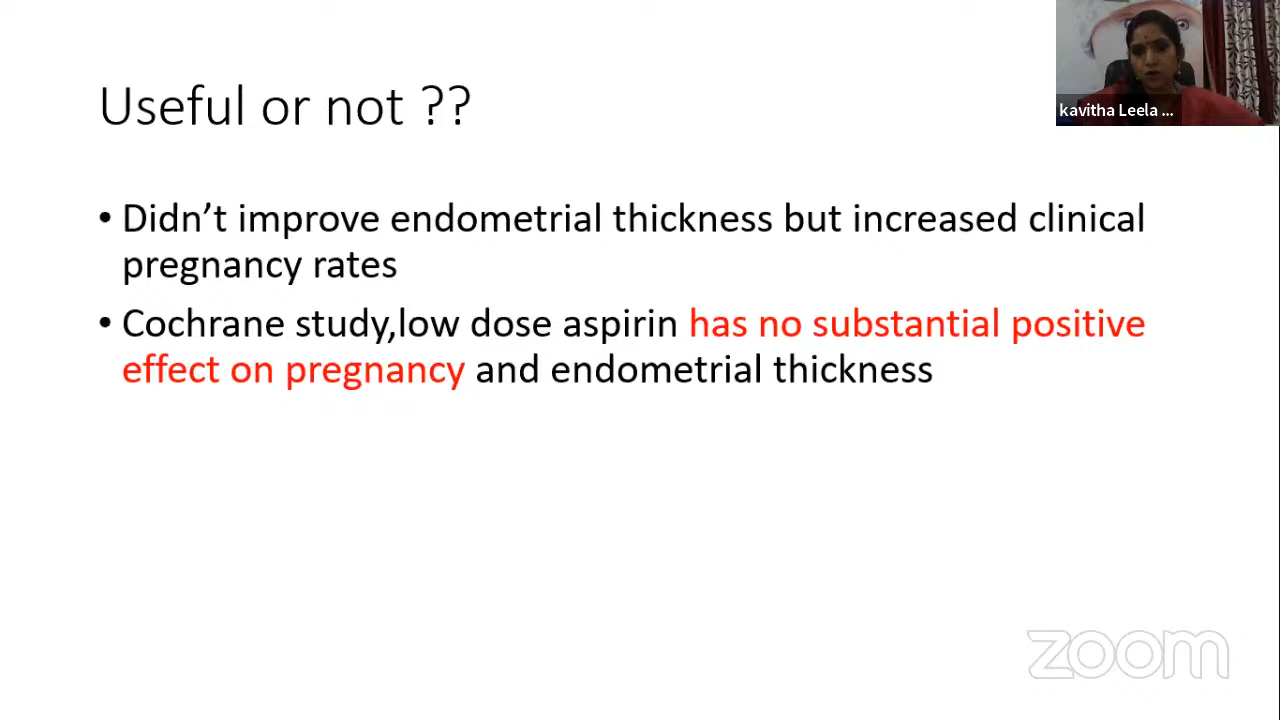 Useful or not ??
kavitha Leela ...
• Didn’t improve endometrial thickness but increased clinical
pregnancy rates
• Cochrane study,low dose aspirin has no substantial positive
effect on pregnancy and endometrial thickness
zoom